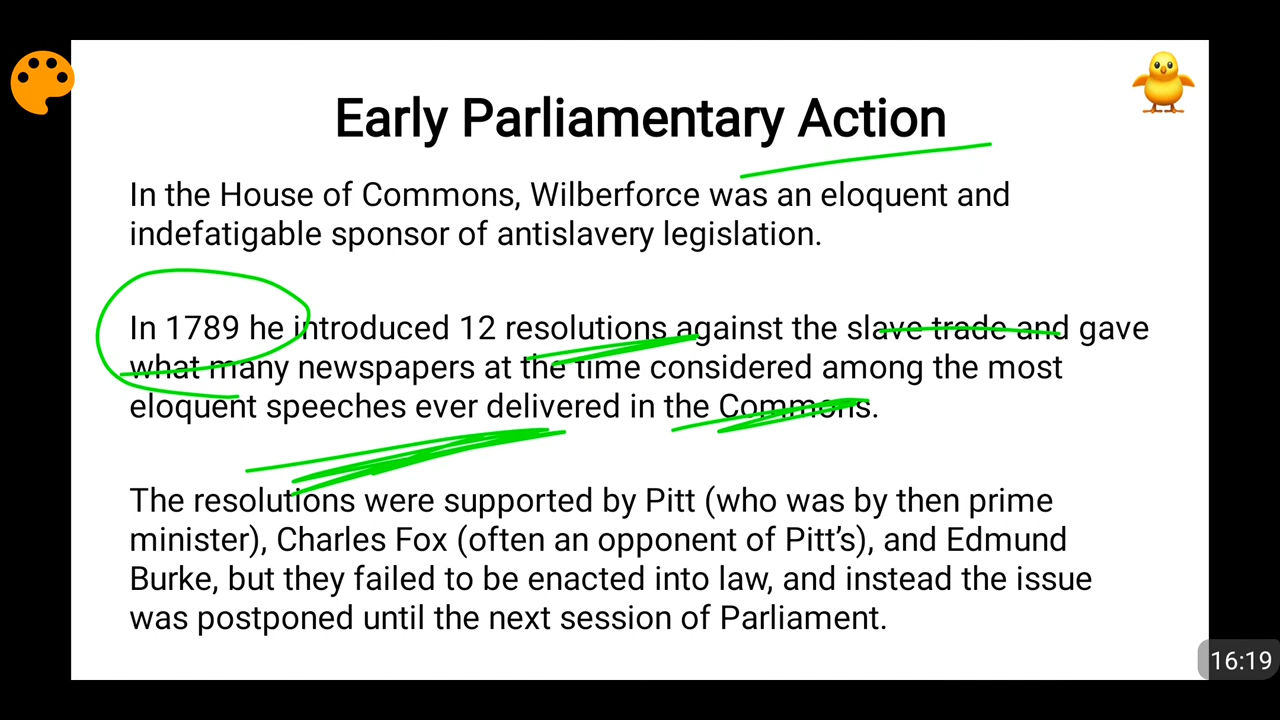 Early Parliamentary Action
In the House of Commons, Wilberforce was an eloquent and
indefatigable sponsor of antislavery legislation.
In 1789 he introduced 12 resolutions against the slave trade and gave
what many newspapers at the time considered among the most
eloquent speeches ever delivered in the Commons.
The resolutions were supported by Pitt (who was by then prime
minister), Charles Fox (often an opponent of Pitt’s), and Edmund
Burke, but they failed to be enacted into law, and instead the issue
was postponed until the next session of Parliament.
16:19